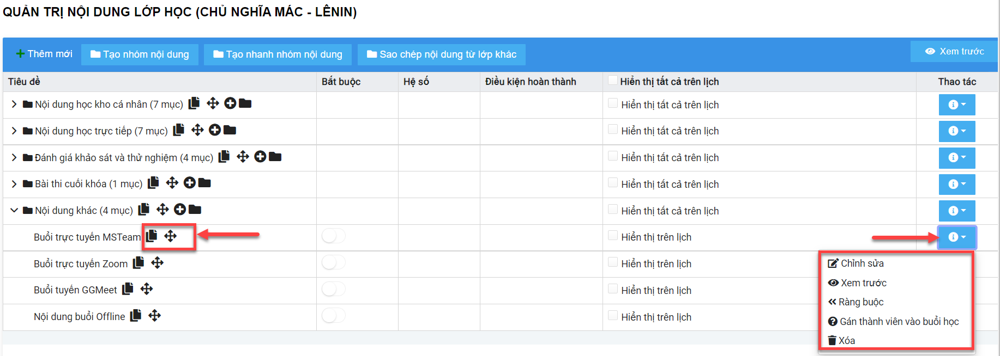 QUẢN TRỊ NỘI DUNG LỚP HỌC (CHỦ NGHĨA MÁC - LÊNIN)
Thêm mới Tạo nhóm nội dung Tạo nhanh nhóm nội dung Sao chép nội dung từ lớp khác Xem trước
Tiêu đề Bắt buộc Hệ số Điều kiện hoàn thành Hiển thị tất cả trên lịch Thao tác
Nội dung học kho cá nhân (7 mục) Hiển thị tất cả trên lịch
Nội dung học trực tiếp (7 mục) Hiển thị tất cả trên lịch
Đánh giá khảo sát và thử nghiệm (4 mục) Hiển thị tất cả trên lịch
Bài thi cuối khóa (1 mục) Hiển thị tất cả trên lịch
Nội dung khác (4 mục) Hiển thị tất cả trên lịch
Buổi trực tuyến MSTeam Hiển thị trên lịch
Buổi trực tuyến Zoom Hiển thị trên lịch
Buổi tuyến GGMeet Hiển thị trên lịch
Nội dung buổi Offline Hiển thị trên lịch
Chỉnh sửa
Xem trước
Ràng buộc
Gán thành viên vào buổi học
Xóa